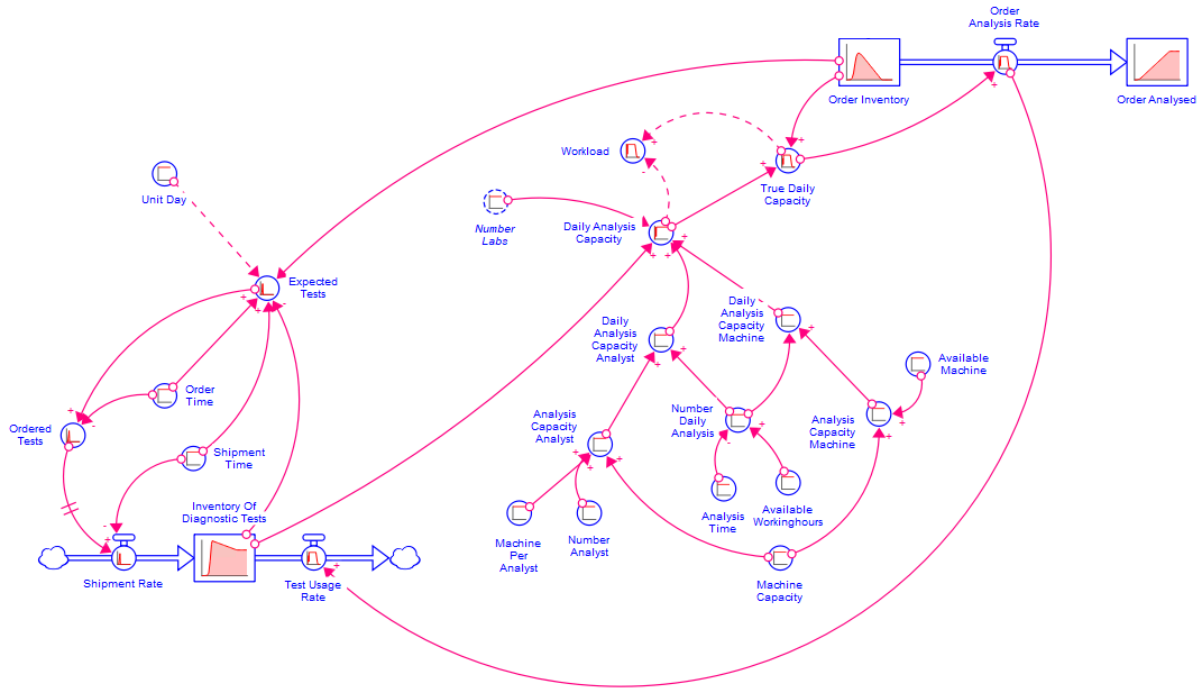 Order
Analysis Rate
Order Inventory
Order Analysed
Workload
True Daily
Capacity
Unit Day
Number
Labs
Daily Analysis
Capacity
Expected
Tests
Daily
Analysis
Capacity
Machine
Daily
Analysis
Capacity
Analyst
Available
Machine
Order
Time
Ordered
Tests
Analysis
Capacity
Analyst
Number
Daily
Analysis
Analysis
Capacity
Machine
Shipment
Time
Inventory Of
Diagnostic Tests
Analysis
Time
Available
Workinghours
Machine
Per
Analyst
Number
Analyst
Shipment Rate
Test Usage
Rate
Machine
Capacity